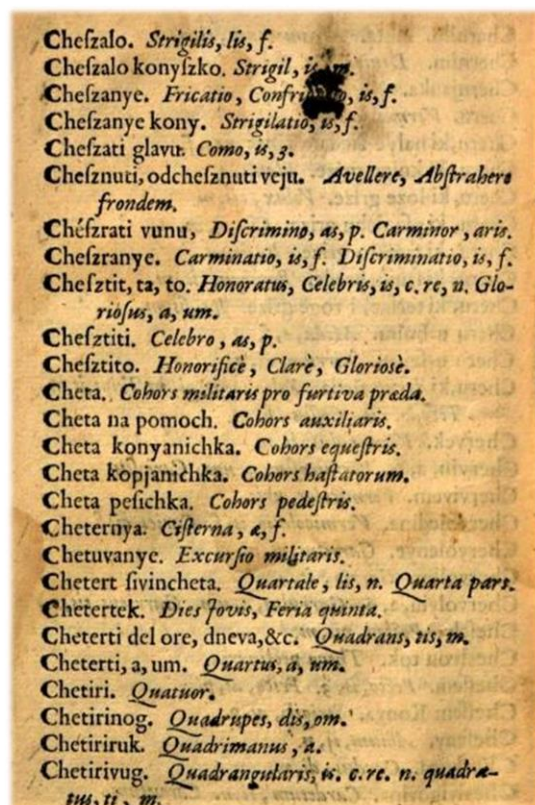 Cheſzalo. Strigilis, lis, f.
Cheſzalo konyſzko. Strigil, is, m.
Cheſzanye. Fricatio, is, f.
Cheſzanye kony. Strigilatio, is, f.
Cheſzati glavu. Como, is, 3.
Cheſznuti, odcheſznuti veju. Avellere, Abſtrahere
frondem.
Chéſzrati vunu, Diſcrimino, as, p. Carminor, aris.
Cheſzranye. Carminatio, is, f. Diſcriminatio, is, f.
Cheſztit, ta, to. Honoratus, Celebris, is, c. re, n. Glo-
rioſus, a, um.
Cheſztiti. Celebro, as, p.
Cheſztito. Honorificè, Clarè, Glorioſè.
Cheta. Cohors militaris pro furtiva præda.
Cheta na pomoch. Cohors auxiliaris.
Cheta konyanichka. Cohors equeſtris.
Cheta kopjanichka. Cohors haſtatorum.
Cheta peſichka. Cohors pedeſtris.
Cheternya. Ciſterna, æ, f.
Chetuvanye. Excurſio militaris.
Chetert ſivincheta. Quartale, lis, n. Quarta pars.
Chetertek. Dies Jovis, Feria quinta.
Cheterti del ore, dneva, &c. Quadrans, tis, m.
Cheterti, a, um. Quartus, a, um.
Chetiri. Quatuor.
Chetirinog. Quadrupes, dis, om.
Chetiriruk. Quadrimanus, a.
Chetirivug. Quadrangularis, is. c. re. n. quadra-
tus, ti, m.